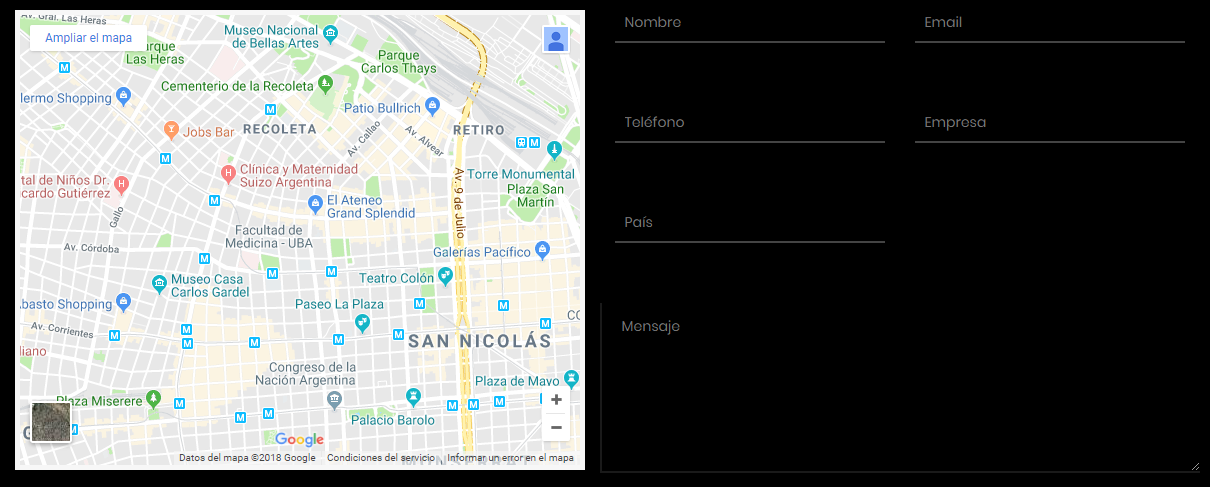 Av. Gral. Las Heras
Ampliar el mapa
Parque
Las Heras
Museo Nacional
de Bellas Artes
Parque
Carlos Thays
Cementerio de la Recoleta
lermo Shopping
Patio Bullrich
Jobs Bar
RECOLETA
Av. Callao
Av. Alvear
RETIRO
Clínica y Maternidad
Suizo Argentina
Torre Monumental
tal de Niños Dr.
cardo Gutiérrez
Plaza San
Martín
Gallo
El Ateneo
Grand Splendid
Av. 9 de Julio
Facultad de
Medicina - UBA
Av. Córdoba
Galerías Pacífico
Museo Casa
Carlos Gardel
Teatro Colón
basto Shopping
Paseo La Plaza
Av. Corrientes
SAN NICOLÁS
Congreso de la
Nación Argentina
Plaza de Mayo
Plaza Miserere
Palacio Barolo
Google
Datos del mapa ©2018 Google
Condiciones del servicio
Informar un error en el mapa
Nombre
Email
Teléfono
Empresa
País
Mensaje